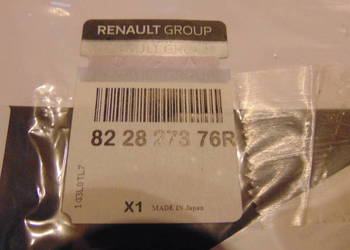 RENAULT GROUP
82 28 273 76R
X1 MADE IN Japan